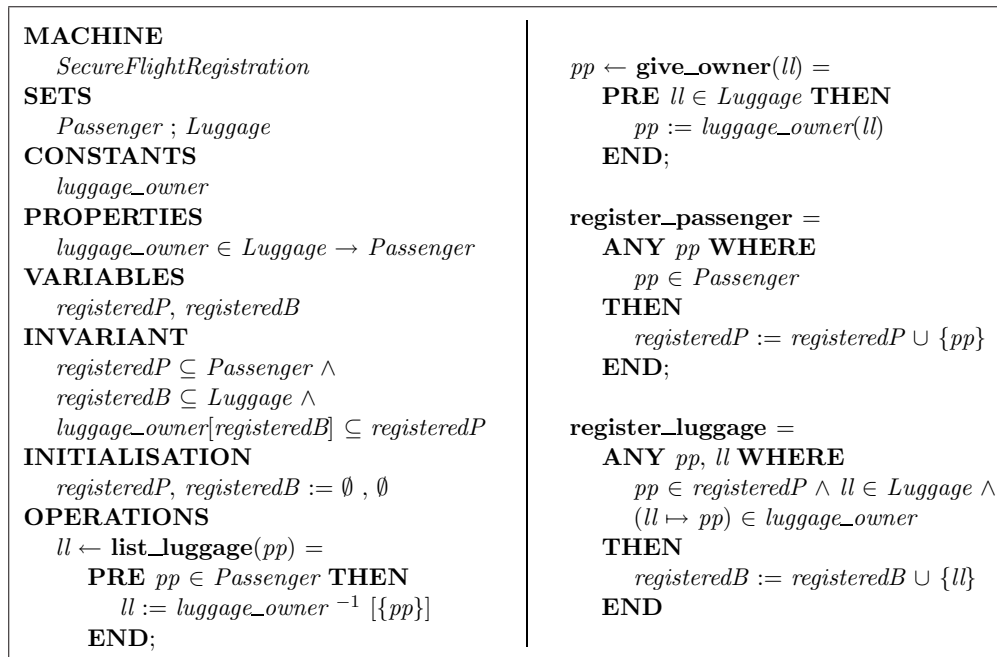 MACHINE
SecureFlightRegistration
SETS
Passenger ; Luggage
CONSTANTS
luggage_owner
PROPERTIES
luggage_owner ∈ Luggage → Passenger
VARIABLES
registeredP, registeredB
INVARIANT
registeredP ⊆ Passenger ∧
registeredB ⊆ Luggage ∧
luggage_owner[registeredB] ⊆ registeredP
INITIALISATION
registeredP, registeredB := ∅ , ∅
OPERATIONS
ll ← list_luggage(pp) =
PRE pp ∈ Passenger THEN
ll := luggage_owner ⁻¹ [{pp}]
END;
pp ← give_owner(ll) =
PRE ll ∈ Luggage THEN
pp := luggage_owner(ll)
END;
register_passenger =
ANY pp WHERE
pp ∈ Passenger
THEN
registeredP := registeredP ∪ {pp}
END;
register_luggage =
ANY pp, ll WHERE
pp ∈ registeredP ∧ ll ∈ Luggage ∧
(ll ↦ pp) ∈ luggage_owner
THEN
registeredB := registeredB ∪ {ll}
END